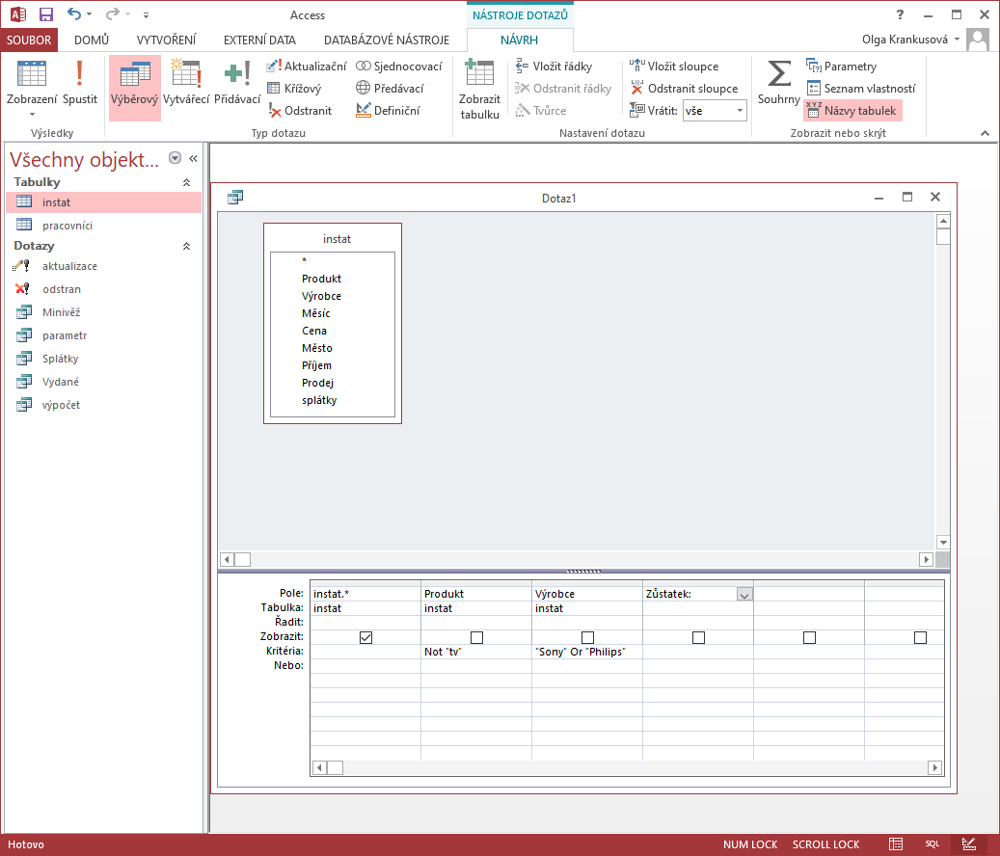 Access
NÁSTROJE DOTAZŮ
?
SOUBOR DOMŮ VYTVOŘENÍ EXTERNÍ DATA DATABÁZOVÉ NÁSTROJE NÁVRH
Olga Krankusová
Zobrazení Spustit
Výsledky
Výběrový Vytvářecí Přidávací
Aktualizační
Křížový
Odstranit
Sjednocovací
Předávací
Definiční
Typ dotazu
Zobrazit
tabulku
Vložit řádky
Odstranit řádky
Tvůrce
Vložit sloupce
Odstranit sloupce
Vrátit: vše
Nastavení dotazu
Souhrny
Parametry
Seznam vlastností
Názvy tabulek
Zobrazit nebo skrýt
Všechny objekt... «
Tabulky
instat
pracovníci
Dotazy
aktualizace
odstran
Minivěž
parametr
Splátky
Vydané
výpočet
Dotaz1
instat
*
Produkt
Výrobce
Měsíc
Cena
Město
Příjem
Prodej
splátky
Pole: instat.* Produkt Výrobce Zůstatek:
Tabulka: instat instat instat
Řadit:
Zobrazit:
Kritéria: Not "tv" "Sony" Or "Philips"
Nebo:
Hotovo
NUM LOCK SCROLL LOCK SQL